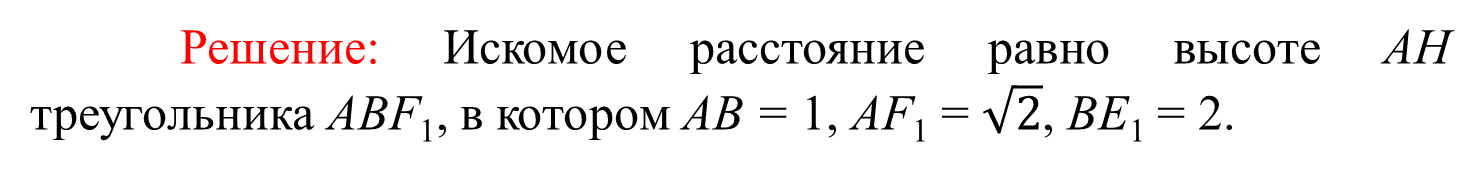 Решение: Искомое расстояние равно высоте AH
треугольника ABF₁, в котором AB = 1, AF₁ = √2, BE₁ = 2.